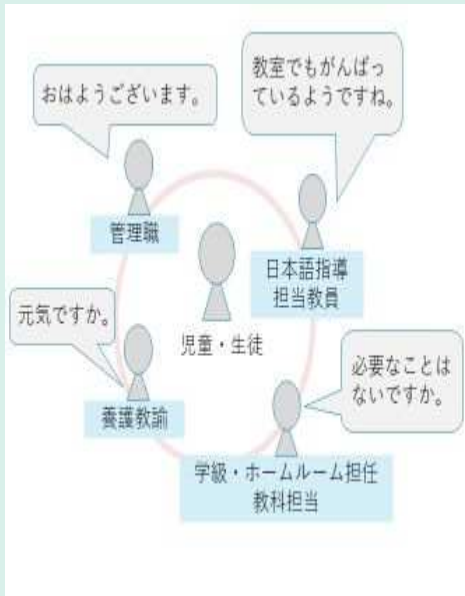 おはようございます。
教室でもがんばっ
ているようですね。
管理職
日本語指導
担当教員
児童・生徒
元気ですか。
養護教諭
必要なことは
ないですか。
学級・ホームルーム担任
教科担当